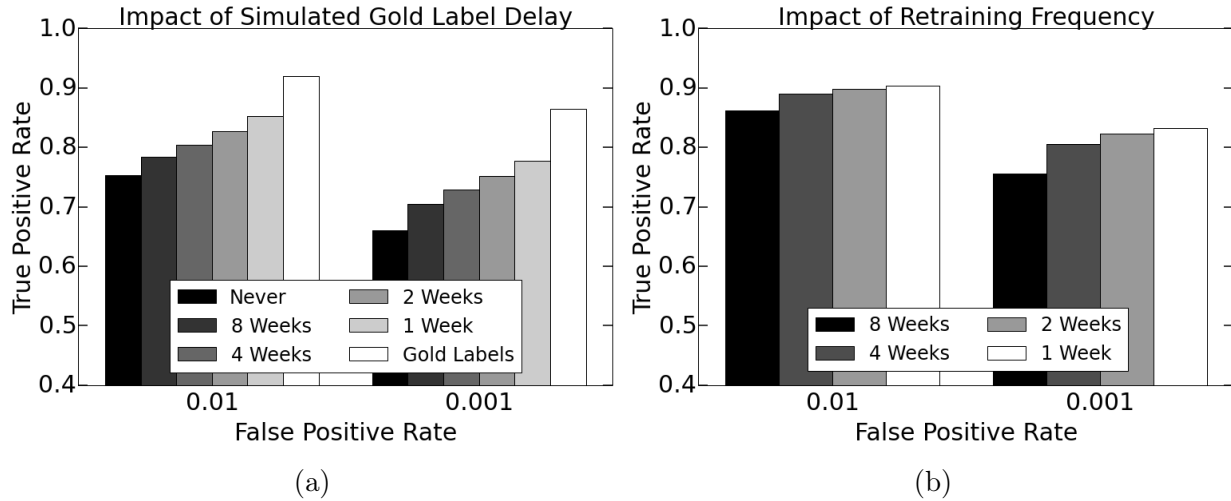 Impact of Simulated Gold Label Delay
1.0
0.9
0.8
0.7
0.6
0.5
0.4
True Positive Rate
Never
8 Weeks
4 Weeks
2 Weeks
1 Week
Gold Labels
0.01
0.001
False Positive Rate
(a)
Impact of Retraining Frequency
1.0
0.9
0.8
0.7
0.6
0.5
0.4
True Positive Rate
8 Weeks
4 Weeks
2 Weeks
1 Week
0.01
0.001
False Positive Rate
(b)